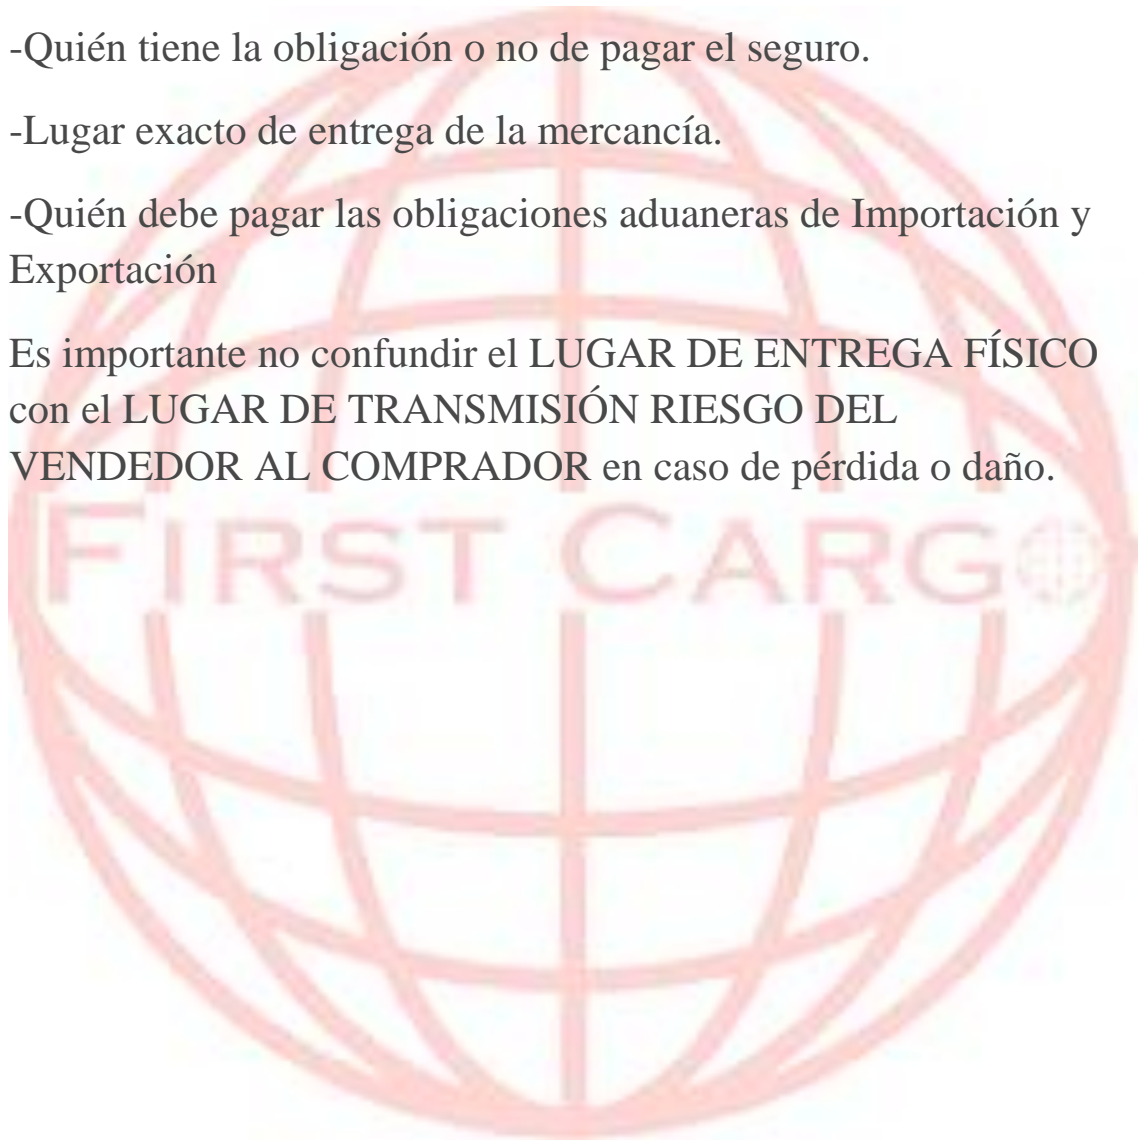 -Quién tiene la obligación o no de pagar el seguro.
-Lugar exacto de entrega de la mercancía.
-Quién debe pagar las obligaciones aduaneras de Importación y
Exportación
Es importante no confundir el LUGAR DE ENTREGA FÍSICO
con el LUGAR DE TRANSMISIÓN RIESGO DEL
VENDEDOR AL COMPRADOR en caso de pérdida o daño.
FIRST CARGO